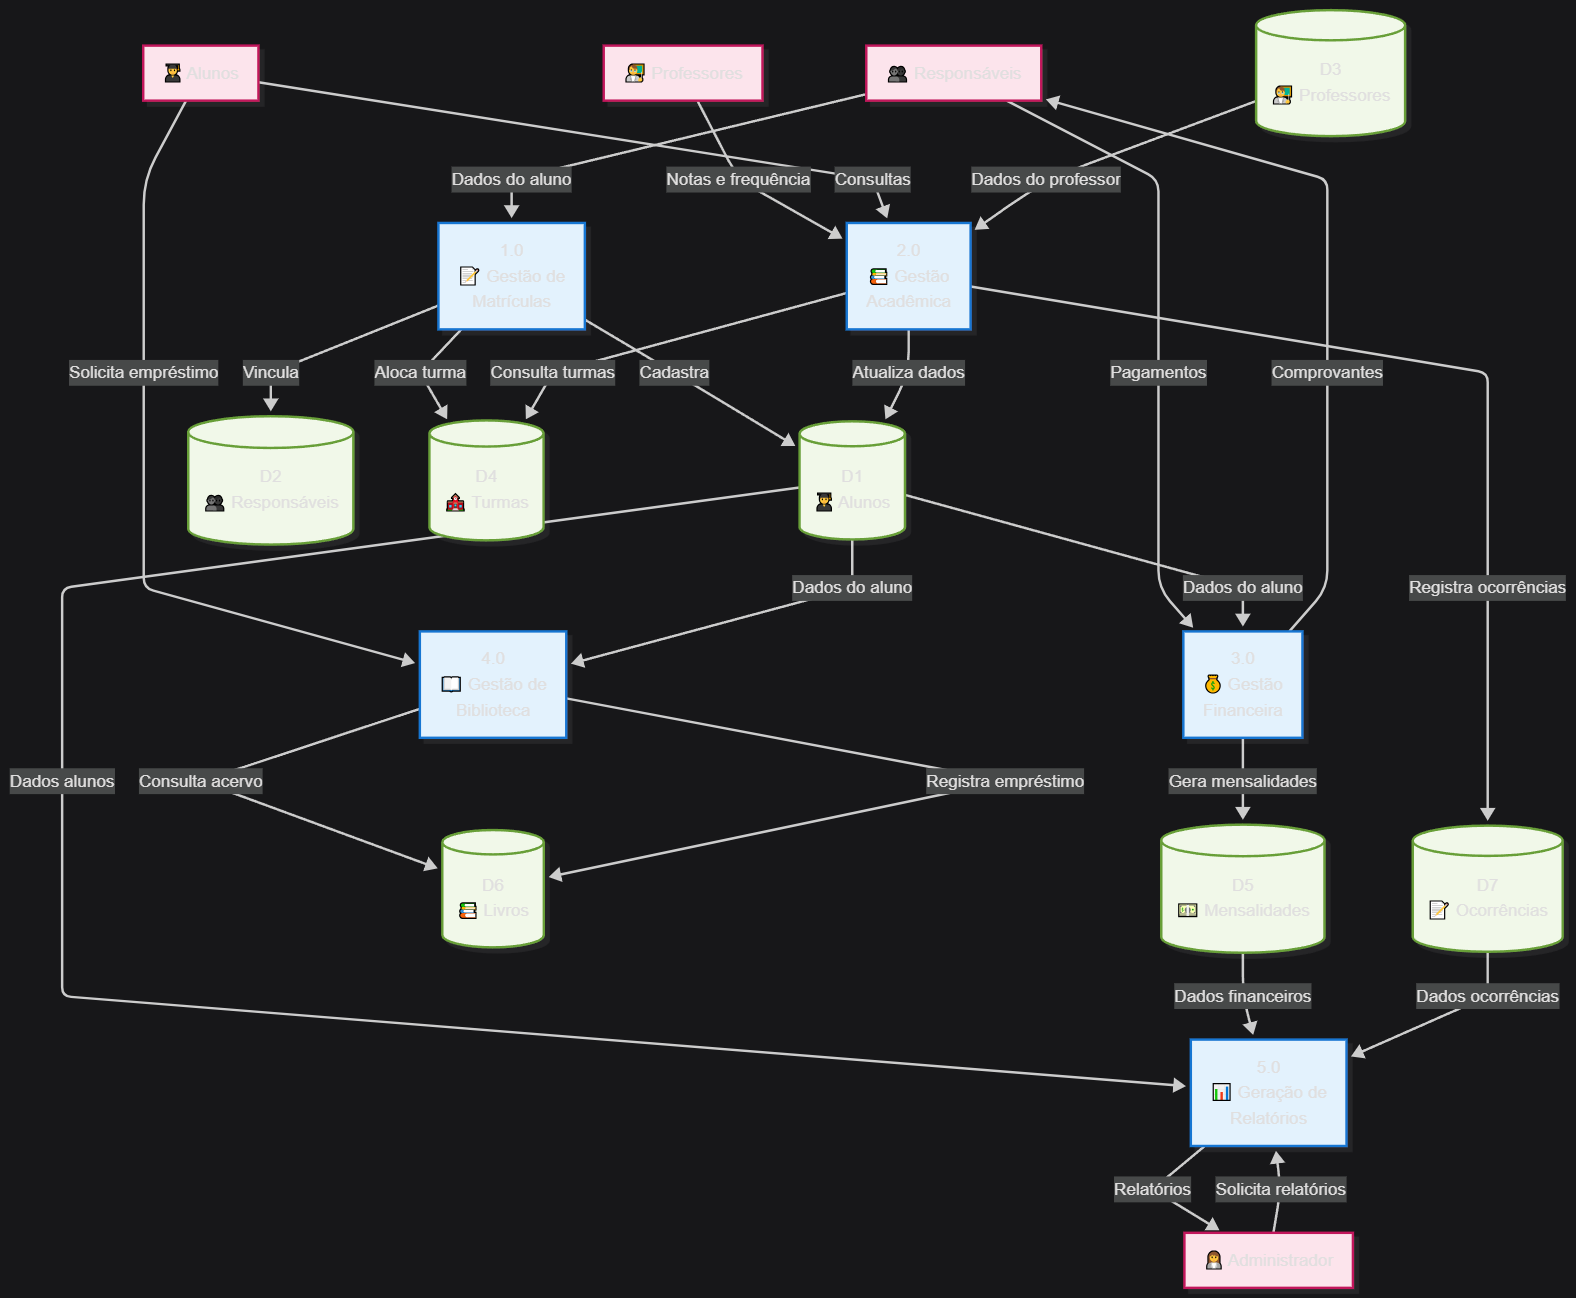 Alunos
Professores
Responsáveis
D3
Professores
Dados do aluno
Notas e frequência
Consultas
Dados do professor
1.0
Gestão de
Matrículas
2.0
Gestão
Acadêmica
Solicita empréstimo
Vincula
Aloca turma
Consulta turmas
Cadastra
Atualiza dados
Pagamentos
Comprovantes
D2
Responsáveis
D4
Turmas
D1
Alunos
Dados do aluno
Dados do aluno
Registra ocorrências
4.0
Gestão de
Biblioteca
3.0
Gestão
Financeira
Dados alunos
Consulta acervo
Registra empréstimo
Gera mensalidades
D6
Livros
D5
Mensalidades
D7
Ocorrências
Dados financeiros
Dados ocorrências
5.0
Geração de
Relatórios
Relatórios
Solicita relatórios
Administrador